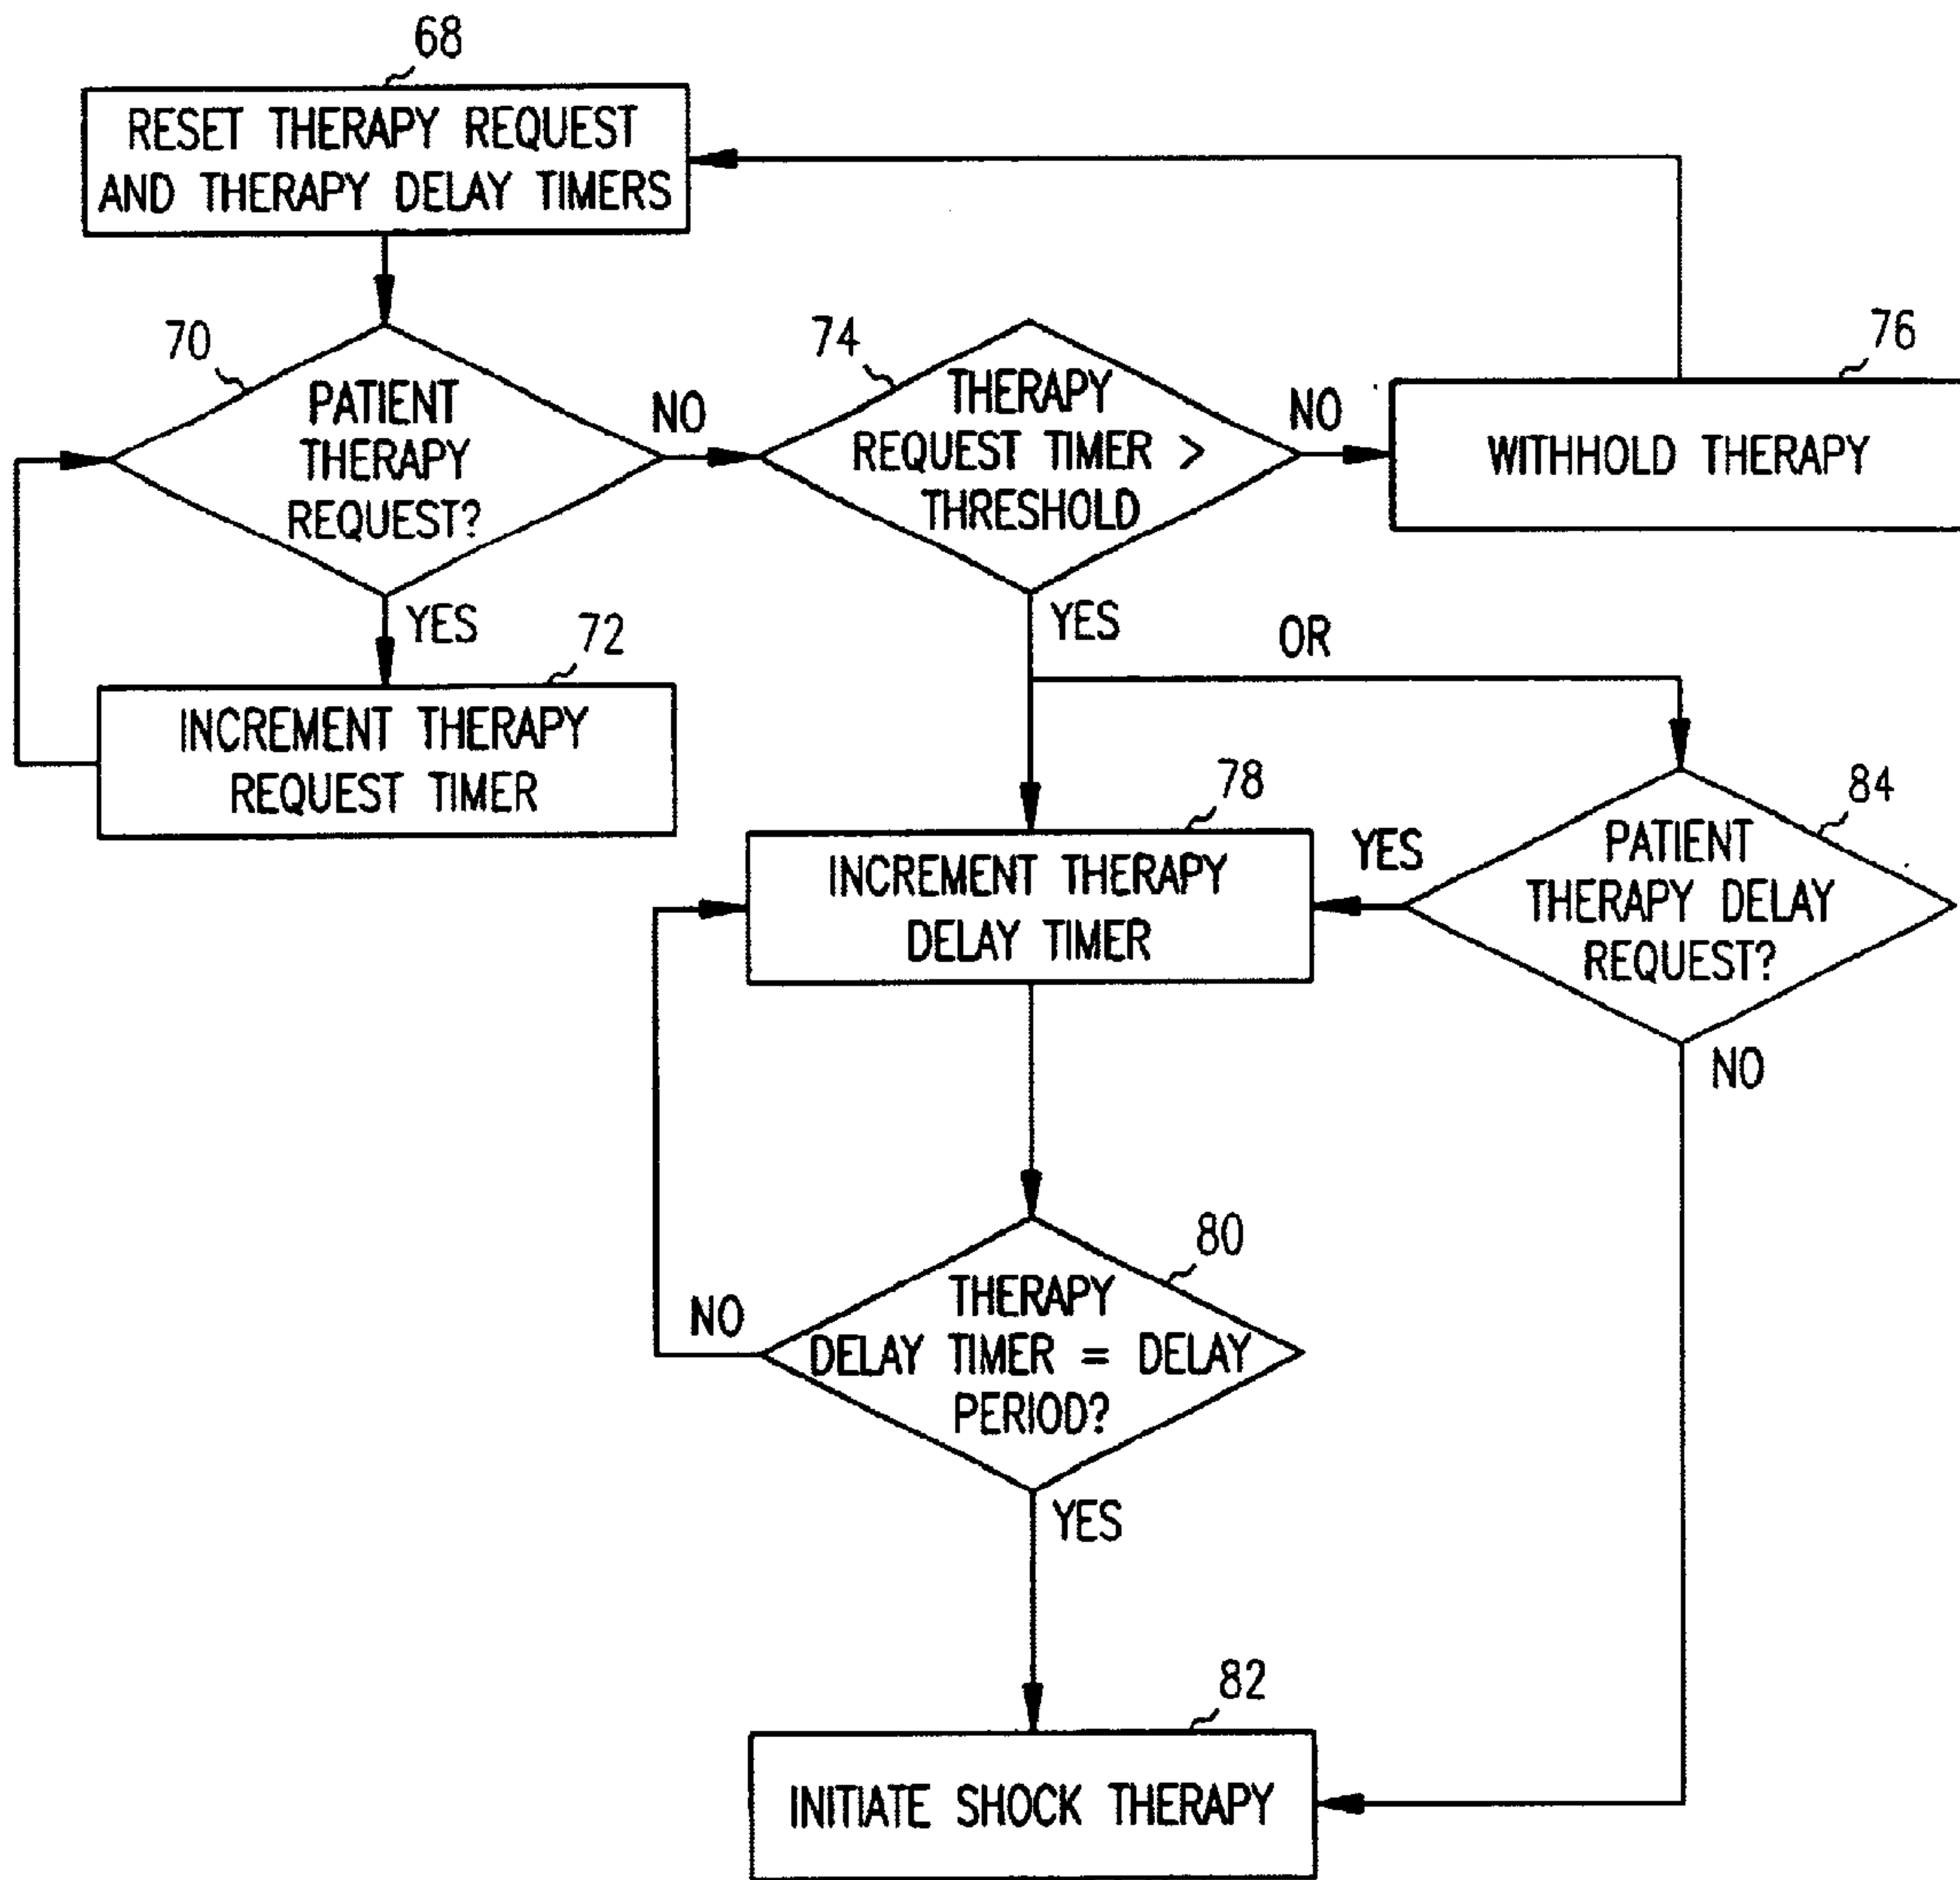 68
RESET THERAPY REQUEST
AND THERAPY DELAY TIMERS
70
PATIENT
THERAPY
REQUEST?
NO
YES
72
INCREMENT THERAPY
REQUEST TIMER
74
THERAPY
REQUEST TIMER >
THRESHOLD
NO
YES
76
WITHHOLD THERAPY
OR
78
INCREMENT THERAPY
DELAY TIMER
84
PATIENT
THERAPY DELAY
REQUEST?
YES
NO
80
THERAPY
DELAY TIMER = DELAY
PERIOD?
NO
YES
82
INITIATE SHOCK THERAPY